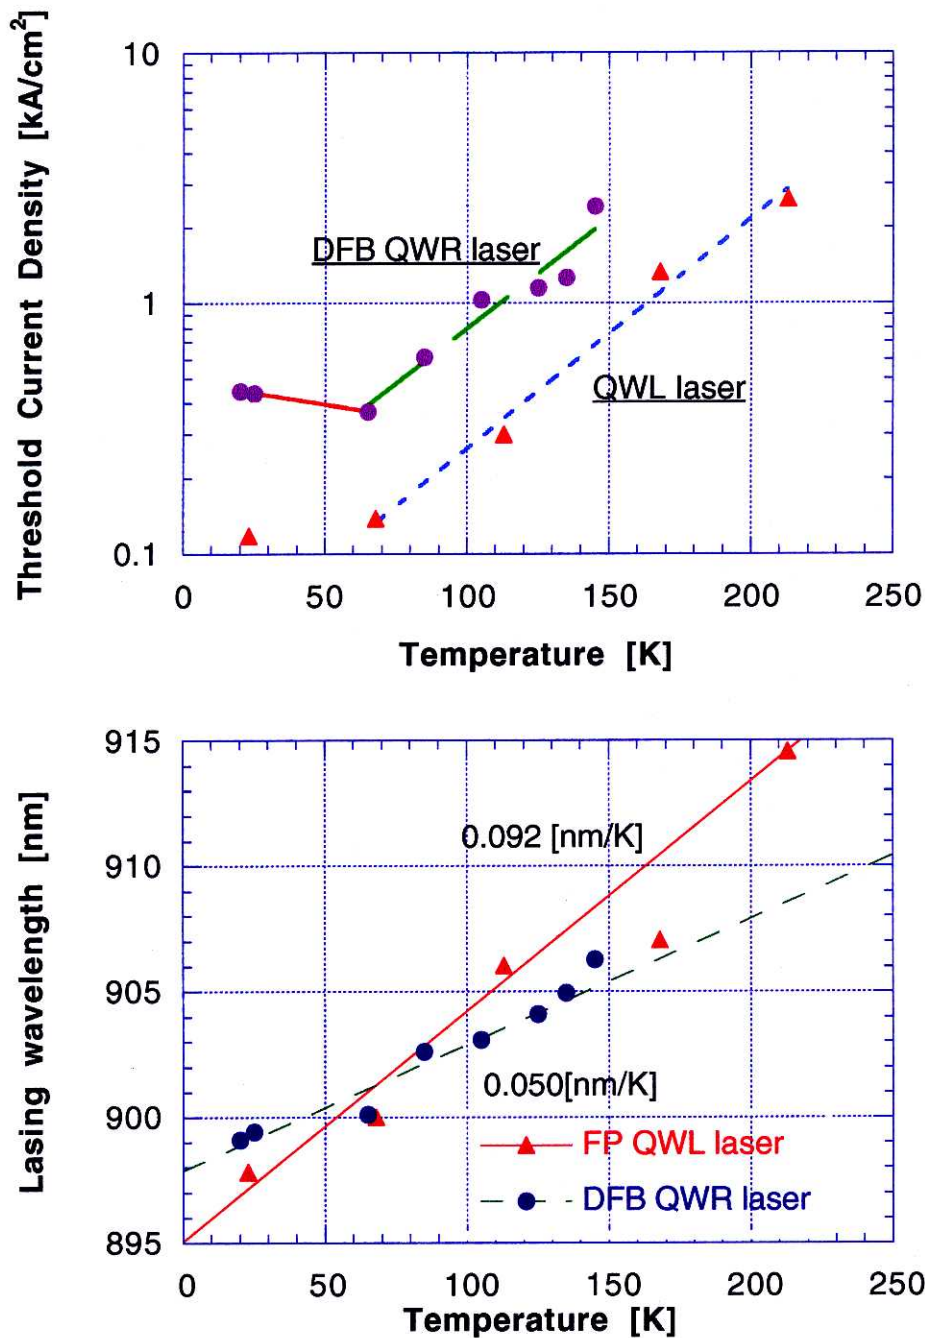 Threshold Current Density [kA/cm²]
10
1
0.1
DFB QWR laser
QWL laser
0 50 100 150 200 250
Temperature [K]
Lasing wavelength [nm]
915
910
905
900
895
0.092 [nm/K]
0.050[nm/K]
FP QWL laser
DFB QWR laser
0 50 100 150 200 250
Temperature [K]